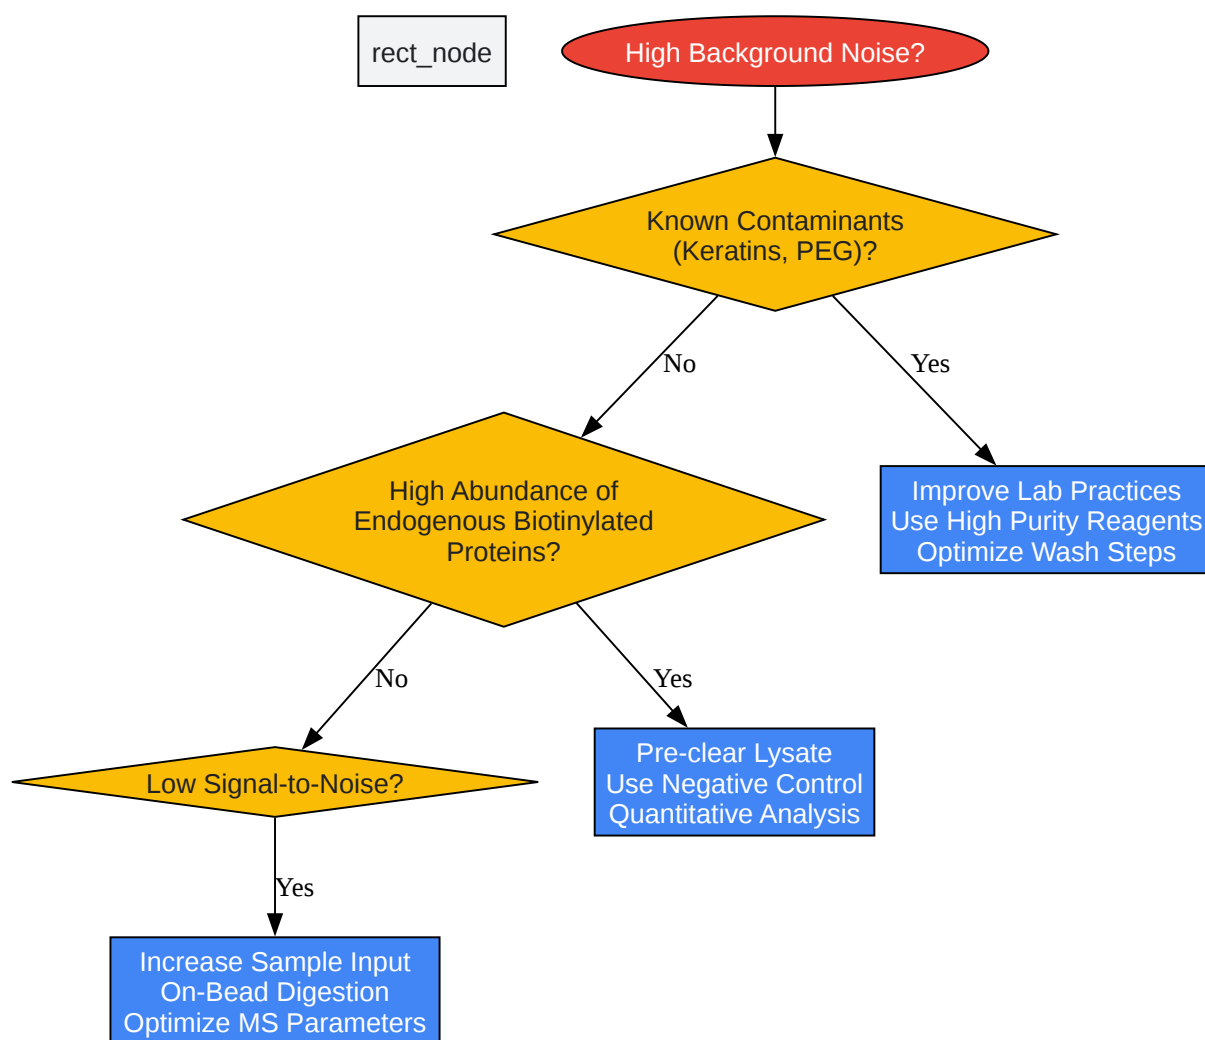 rect_node
High Background Noise?
Known Contaminants
(Keratins, PEG)?
No
Yes
High Abundance of
Endogenous Biotinylated
Proteins?
Improve Lab Practices
Use High Purity Reagents
Optimize Wash Steps
No
Yes
Low Signal-to-Noise?
Pre-clear Lysate
Use Negative Control
Quantitative Analysis
Yes
Increase Sample Input
On-Bead Digestion
Optimize MS Parameters